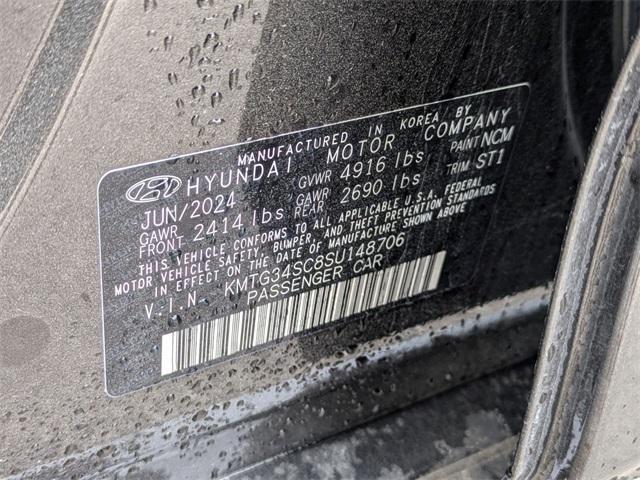 MANUFACTURED IN KOREA BY
HYUNDAI MOTOR COMPANY
JUN/2024 GVWR 4916 lbs PAINT NCM
GAWR FRONT 2414 lbs GAWR REAR 2690 lbs TRIM ST1
THIS VEHICLE CONFORMS TO ALL APPLICABLE U.S.A. FEDERAL
MOTOR VEHICLE SAFETY, BUMPER, AND THEFT PREVENTION STANDARDS
IN EFFECT ON THE DATE OF MANUFACTURE SHOWN ABOVE
V.I.N. KMTG34SC8SU148706
PASSENGER CAR